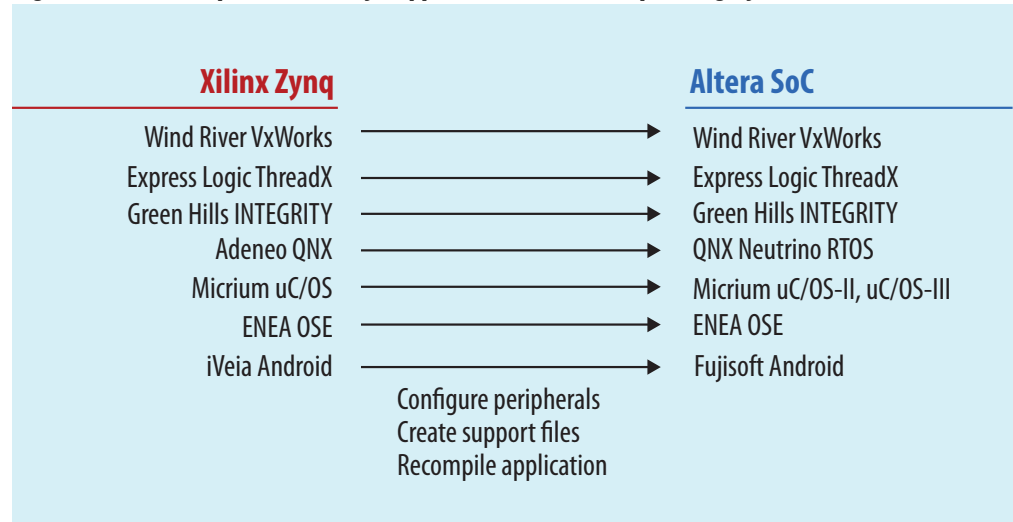 Xilinx Zynq
Altera SoC
Wind River VxWorks
Wind River VxWorks
Express Logic ThreadX
Express Logic ThreadX
Green Hills INTEGRITY
Green Hills INTEGRITY
Adeneo QNX
QNX Neutrino RTOS
Micrium uC/OS
Micrium uC/OS-II, uC/OS-III
ENEA OSE
ENEA OSE
iVeia Android
Fujisoft Android
Configure peripherals
Create support files
Recompile application